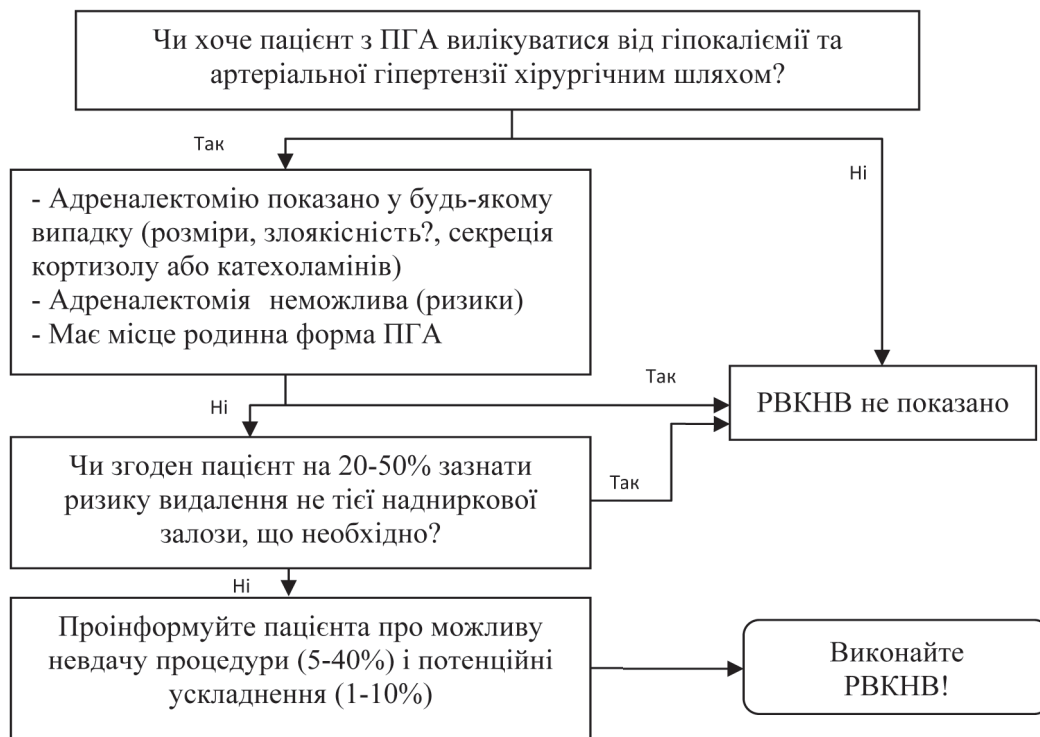 Чи хоче пацієнт з ПГА вилікуватися від гіпокаліємії та
артеріальної гіпертензії хірургічним шляхом?
Так
Ні
- Адреналектомію показано у будь-якому
випадку (розміри, злоякісність?, секреція
кортизолу або катехоламінів)
- Адреналектомія неможлива (ризики)
- Має місце родинна форма ПГА
Так
Ні
РВКНВ не показано
Чи згоден пацієнт на 20-50% зазнати
ризику видалення не тієї надниркової
залози, що необхідно?
Так
Ні
Проінформуйте пацієнта про можливу
невдачу процедури (5-40%) і потенційні
ускладнення (1-10%)
Виконайте
РВКНВ!